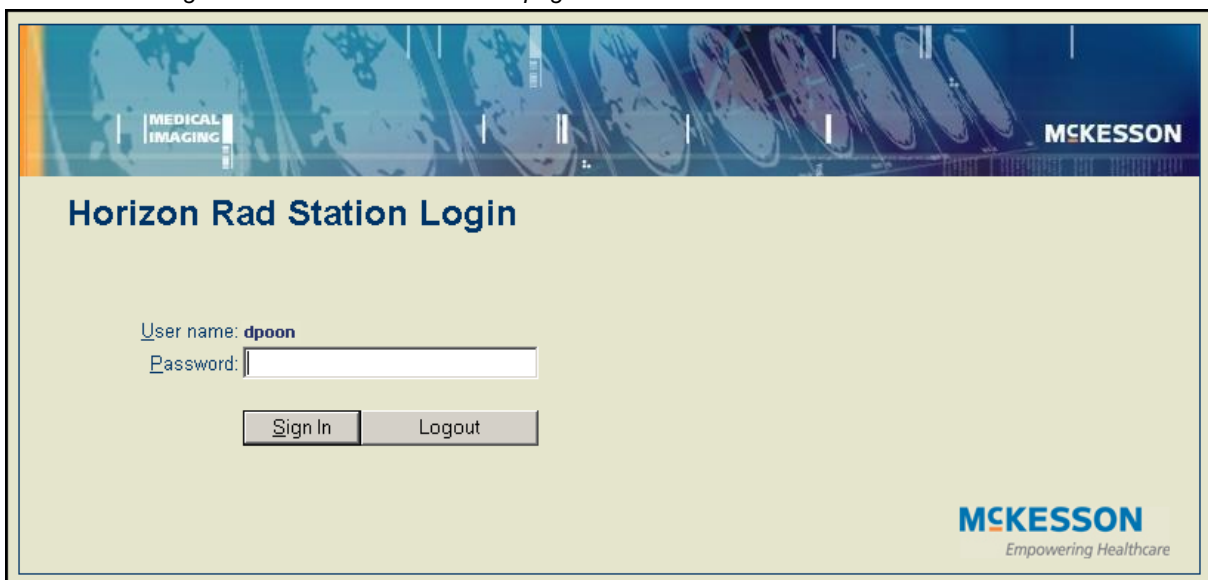 MEDICAL
IMAGING
MCKESSON
Horizon Rad Station Login
User name: dpoon
Password:
Sign In Logout
MCKESSON
Empowering Healthcare